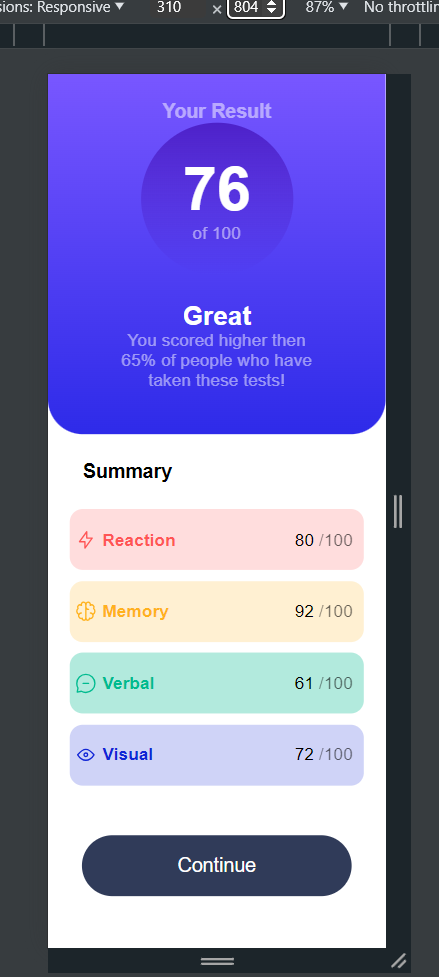 sions: Responsive ▼ 310 × 804 87% ▼ No throttlin
Your Result
76
of 100
Great
You scored higher then
65% of people who have
taken these tests!
Summary
Reaction 80 /100
Memory 92 /100
Verbal 61 /100
Visual 72 /100
Continue